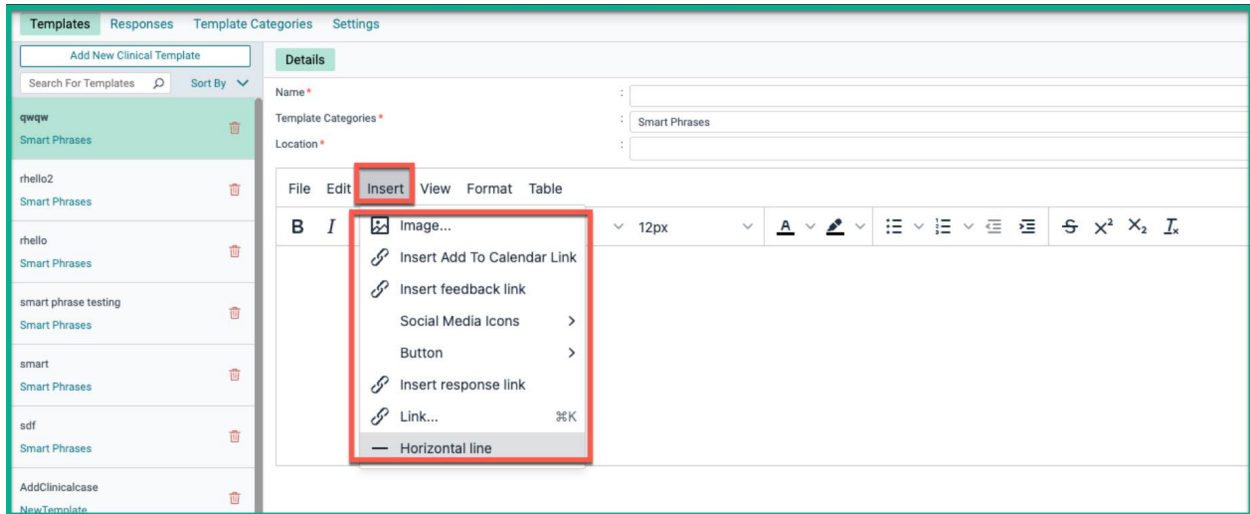 Templates Responses Template Categories Settings
Add New Clinical Template
Search For Templates Sort By
qwqw
Smart Phrases
rhello2
Smart Phrases
rhello
Smart Phrases
smart phrase testing
Smart Phrases
smart
Smart Phrases
sdf
Smart Phrases
AddClinicalcase
NewTemplate
Details
Name* :
Template Categories* : Smart Phrases
Location* :
File Edit Insert View Format Table
B I 12px A S X² X₂ Ix
Image...
Insert Add To Calendar Link
Insert feedback link
Social Media Icons >
Button >
Insert response link
Link... ⌘K
Horizontal line